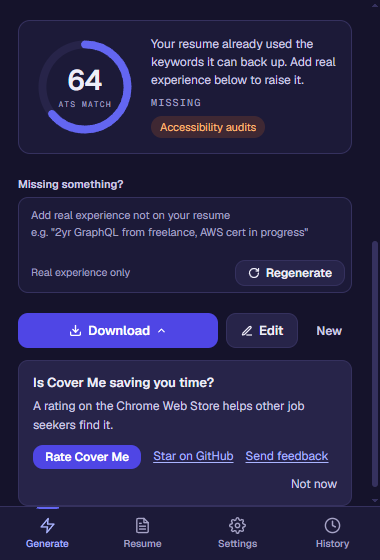 Your resume already used the
keywords it can back up. Add real
experience below to raise it.
64
ATS MATCH
MISSING
Accessibility audits
Missing something?
Add real experience not on your resume
e.g. "2yr GraphQL from freelance, AWS cert in progress"
Real experience only
Regenerate
Download
Edit
New
Is Cover Me saving you time?
A rating on the Chrome Web Store helps other job
seekers find it.
Rate Cover Me
Star on GitHub
Send feedback
Not now
Generate
Resume
Settings
History